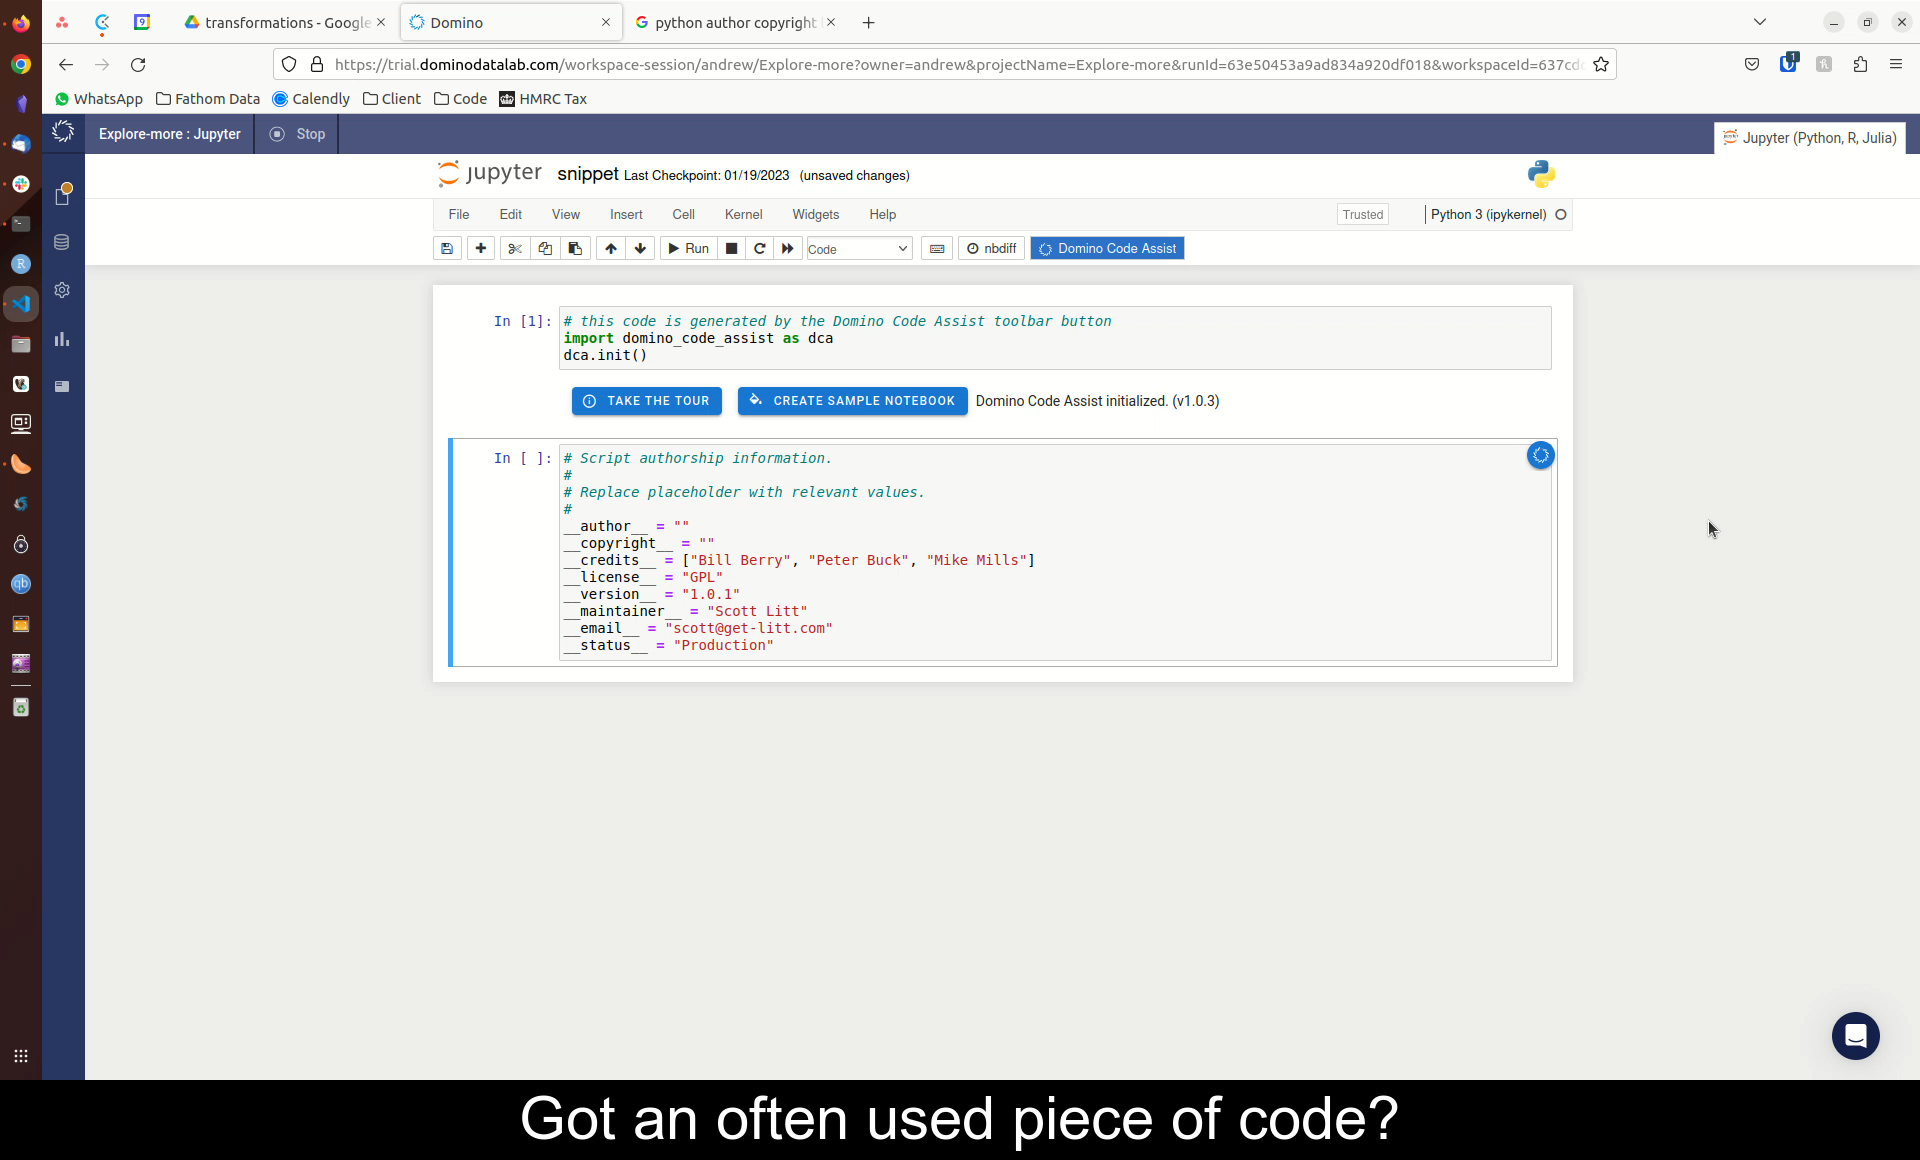 transformations - Google
Domino
python author copyright
https://trial.dominodatalab.com/workspace-session/andrew/Explore-more?owner=andrew&projectName=Explore-more&runId=63e50453a9ad834a920df018&workspaceId=637cd
WhatsApp Fathom Data Calendly Client Code HMRC Tax
Explore-more : Jupyter Stop Jupyter (Python, R, Julia)
jupyter snippet Last Checkpoint: 01/19/2023 (unsaved changes)
File Edit View Insert Cell Kernel Widgets Help Trusted Python 3 (ipykernel)
Run Code nbdiff Domino Code Assist
In [1]: # this code is generated by the Domino Code Assist toolbar button
import domino_code_assist as dca
dca.init()
TAKE THE TOUR CREATE SAMPLE NOTEBOOK Domino Code Assist initialized. (v1.0.3)
In [ ]: # Script authorship information.
#
# Replace placeholder with relevant values.
#
__author__ = ""
__copyright__ = ""
__credits__ = ["Bill Berry", "Peter Buck", "Mike Mills"]
__license__ = "GPL"
__version__ = "1.0.1"
__maintainer__ = "Scott Litt"
__email__ = "scott@get-litt.com"
__status__ = "Production"
Got an often used piece of code?